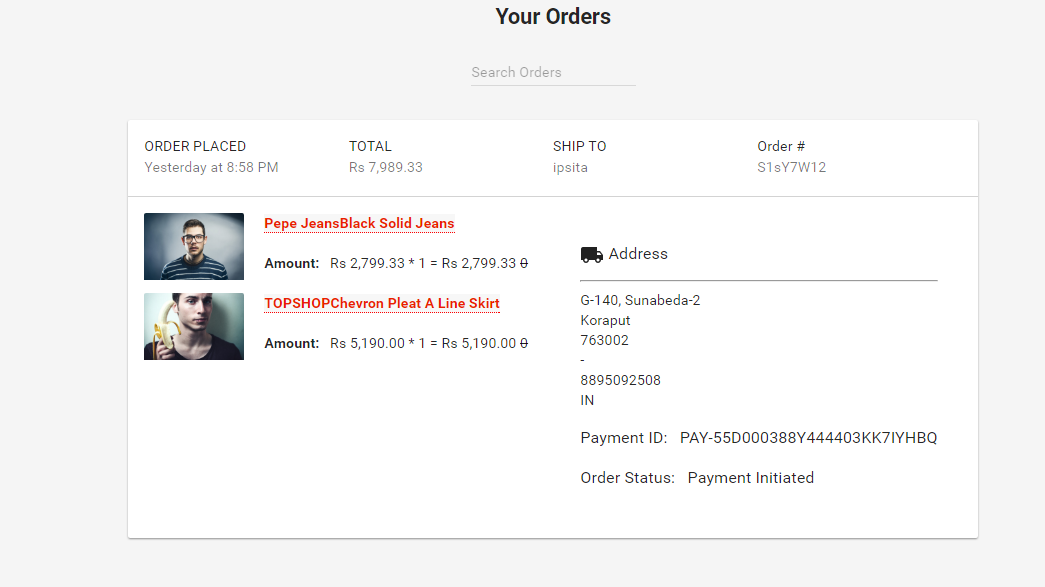 Your Orders
Search Orders
ORDER PLACED TOTAL SHIP TO Order #
Yesterday at 8:58 PM Rs 7,989.33 ipsita S1sY7W12
Pepe JeansBlack Solid Jeans
Amount: Rs 2,799.33 * 1 = Rs 2,799.33 0
TOPSHOPChevron Pleat A Line Skirt
Amount: Rs 5,190.00 * 1 = Rs 5,190.00 0
Address
G-140, Sunabeda-2
Koraput
763002
-
8895092508
IN
Payment ID: PAY-55D000388Y444403KK7IYHBQ
Order Status: Payment Initiated